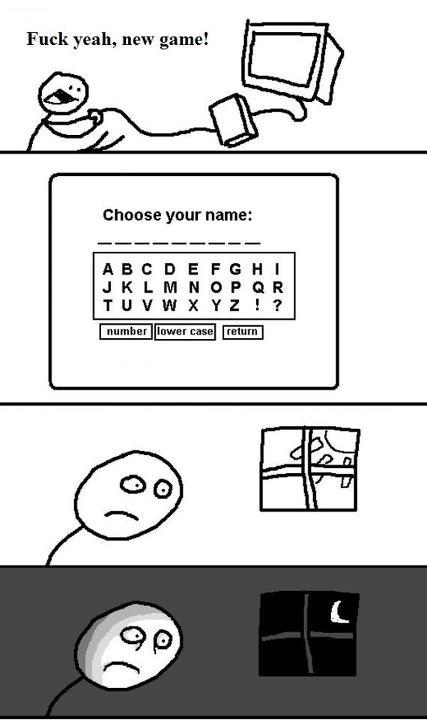 Fuck yeah, new game!
Choose your name:
_ _ _ _ _ _ _ _ _
A B C D E F G H I
J K L M N O P Q R
T U V W X Y Z ! ?
number lower case return